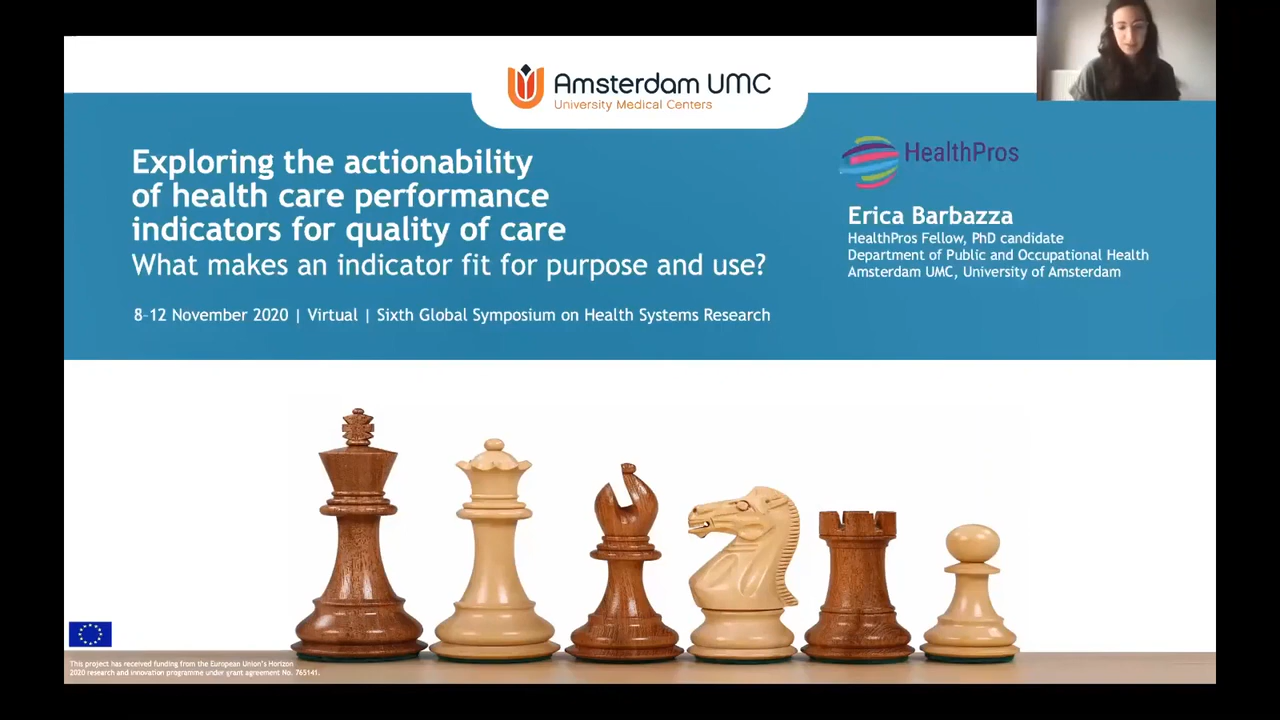 Amsterdam UMC
University Medical Centers
Exploring the actionability
of health care performance
indicators for quality of care
What makes an indicator fit for purpose and use?
8-12 November 2020 | Virtual | Sixth Global Symposium on Health Systems Research
HealthPros
Erica Barbazza
HealthPros Fellow, PhD candidate
Department of Public and Occupational Health
Amsterdam UMC, University of Amsterdam
This project has received funding from the European Union's Horizon
2020 research and innovation programme under grant agreement No. 765141.